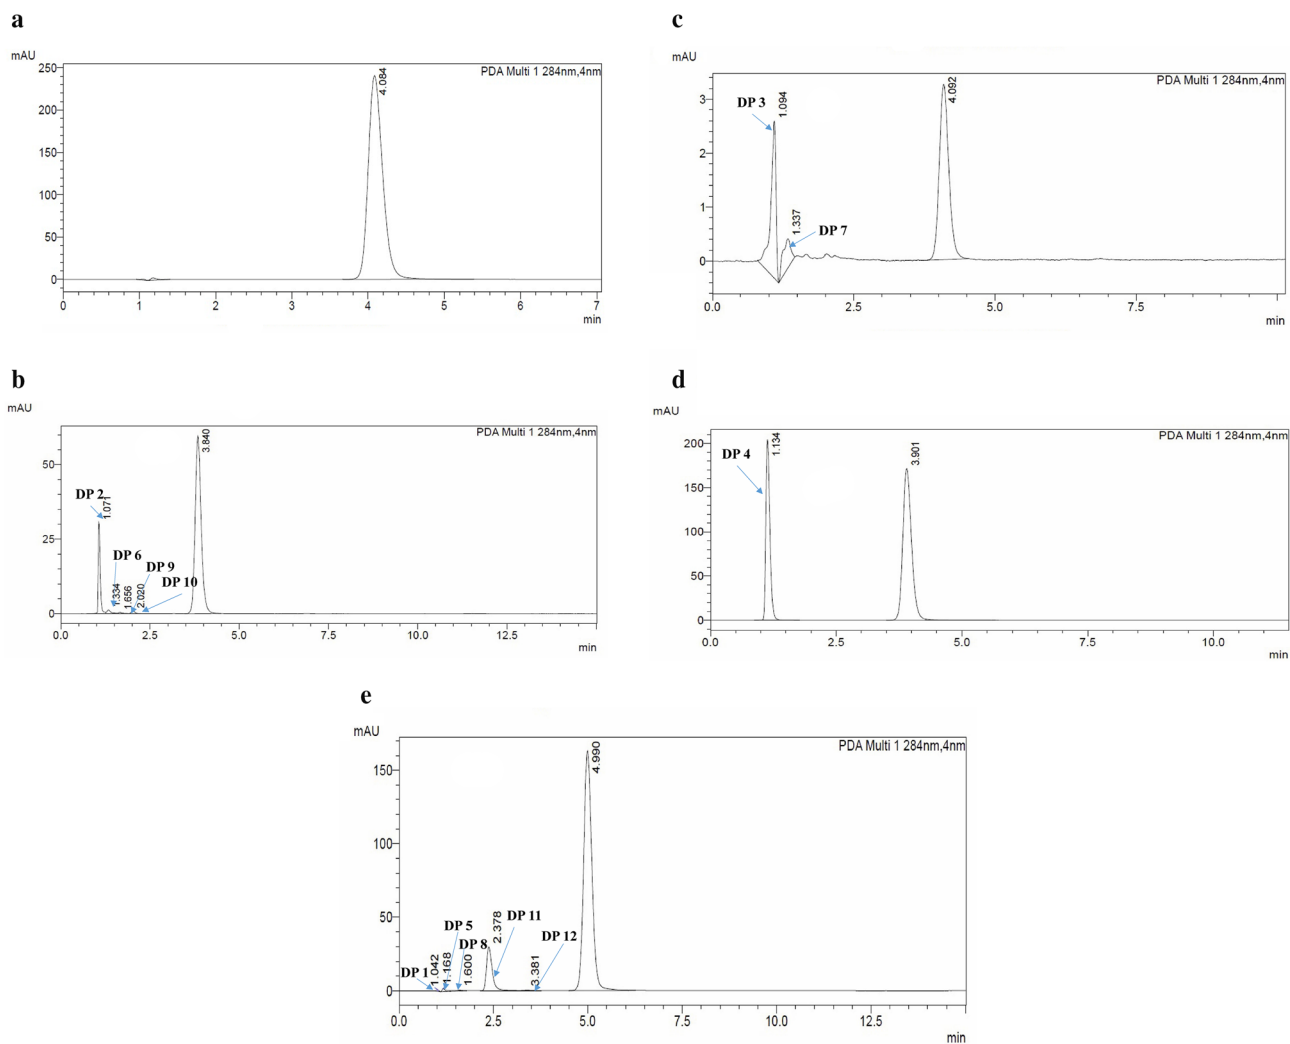 a
mAU
PDA Multi 1 284nm,4nm
4.084
250
200
150
100
50
0
0 1 2 3 4 5 6 7
min
c
mAU
PDA Multi 1 284nm,4nm
DP 3
1.094
4.092
1.337
DP 7
3
2
1
0
0.0 2.5 5.0 7.5
min
b
mAU
PDA Multi 1 284nm,4nm
3.840
50
25
0
DP 2
1.071
DP 6
DP 9
DP 10
1.334
1.656
2.020
0.0 2.5 5.0 7.5 10.0 12.5
min
d
mAU
PDA Multi 1 284nm,4nm
DP 4
1.134
3.901
200
150
100
50
0
0.0 2.5 5.0 7.5 10.0
min
e
mAU
PDA Multi 1 284nm,4nm
4.990
150
100
50
0
DP 1
1.042
DP 5
1.168
DP 8
1.600
2.378
DP 11
DP 12
3.381
0.0 2.5 5.0 7.5 10.0 12.5
min